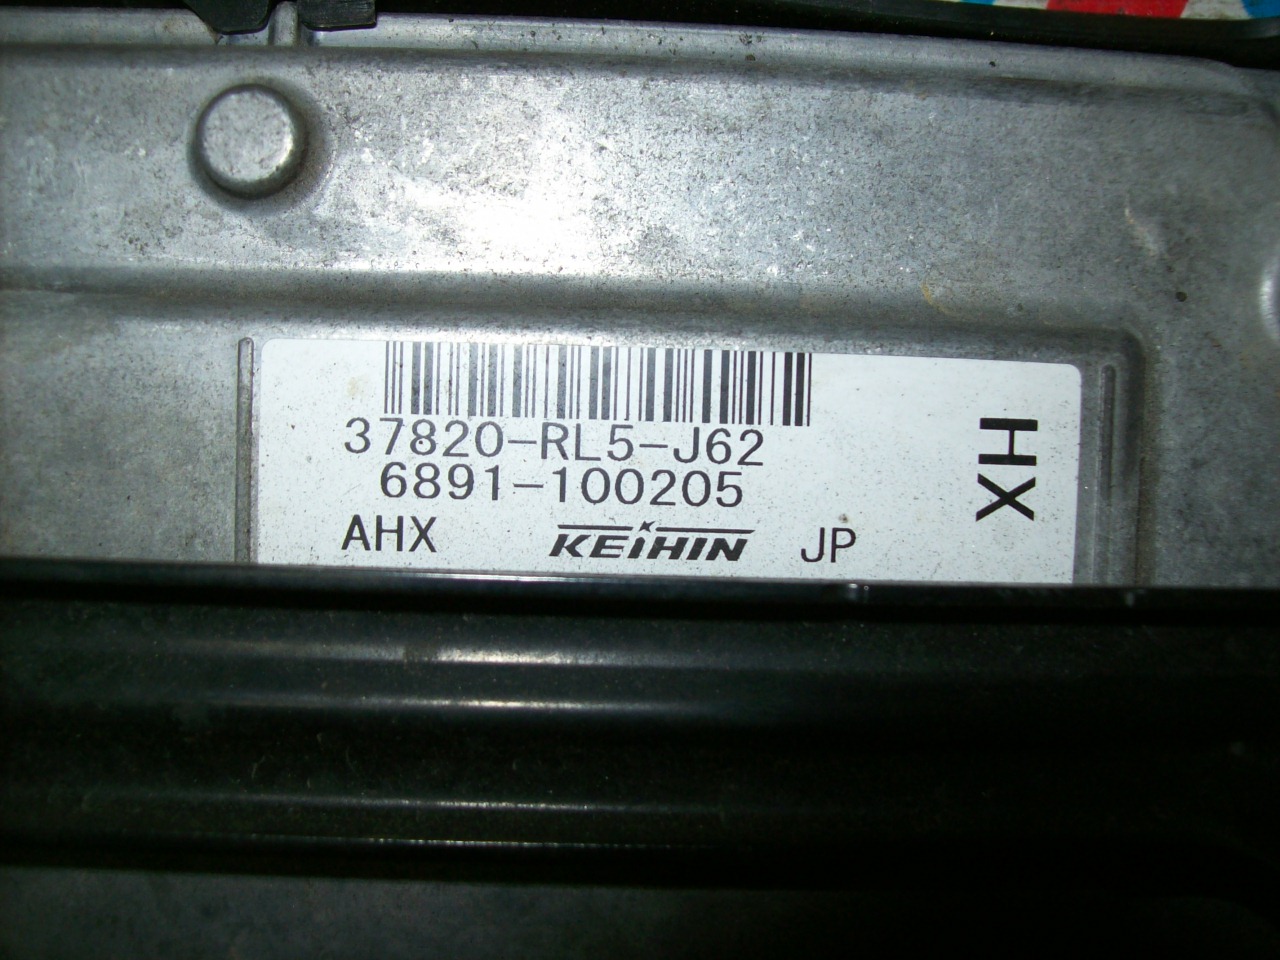 37820-RL5-J62
6891-100205
AHX KEIHIN JP
HX